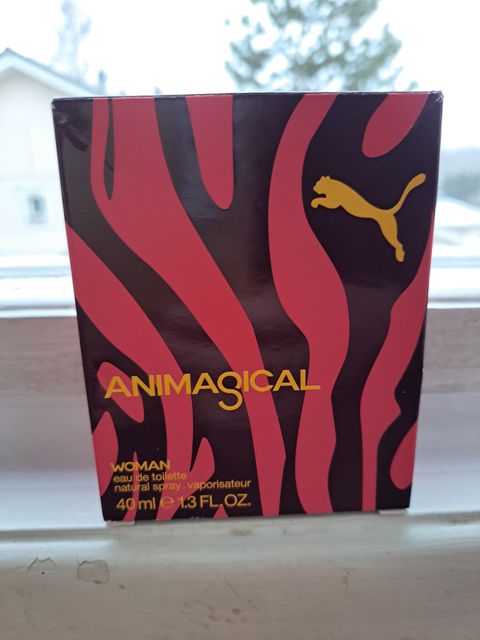 ANIMAGICAL
WOMAN
eau de toilette
natural spray . vaporisateur
40 ml e 1.3 FL. OZ.